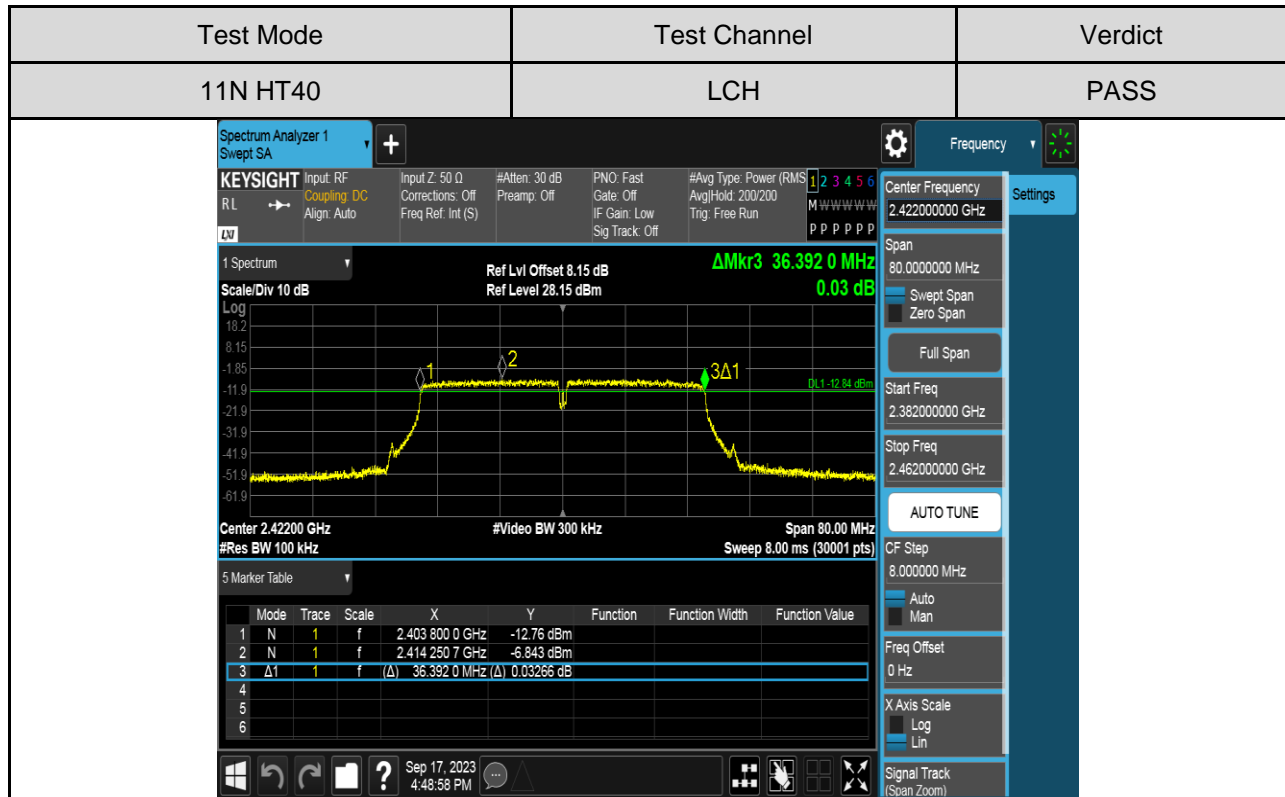 Test Mode Test Channel Verdict
11N HT40 LCH PASS
Spectrum Analyzer 1
Swept SA
+
Frequency
KEYSIGHT
RL
LXI
Input: RF
Coupling: DC
Align: Auto
Input Z: 50 Ω
Corrections: Off
Freq Ref: Int (S)
#Atten: 30 dB
Preamp: Off
PNO: Fast
Gate: Off
IF Gain: Low
Sig Track: Off
#Avg Type: Power (RMS
Avg|Hold: 200/200
Trig: Free Run
1 2 3 4 5 6
M W W W W W
P P P P P P
1 Spectrum
Scale/Div 10 dB
Ref Lvl Offset 8.15 dB
Ref Level 28.15 dBm
ΔMkr3 36.392 0 MHz
0.03 dB
Log
18.2
8.15
-1.85
-11.9
-21.9
-31.9
-41.9
-51.9
-61.9
1
2
3Δ1
DL1 -12.84 dBm
Center 2.42200 GHz #Video BW 300 kHz Span 80.00 MHz
#Res BW 100 kHz Sweep 8.00 ms (30001 pts)
5 Marker Table
Mode Trace Scale X Y Function Function Width Function Value
1 N 1 f 2.403 800 0 GHz -12.76 dBm
2 N 1 f 2.414 250 7 GHz -6.843 dBm
3 Δ1 1 f (Δ) 36.392 0 MHz (Δ) 0.03266 dB
4
5
6
?
Sep 17, 2023
4:48:58 PM
Center Frequency
2.422000000 GHz
Settings
Span
80.0000000 MHz
Swept Span
Zero Span
Full Span
Start Freq
2.382000000 GHz
Stop Freq
2.462000000 GHz
AUTO TUNE
CF Step
8.000000 MHz
Auto
Man
Freq Offset
0 Hz
X Axis Scale
Log
Lin
Signal Track
(Span Zoom)